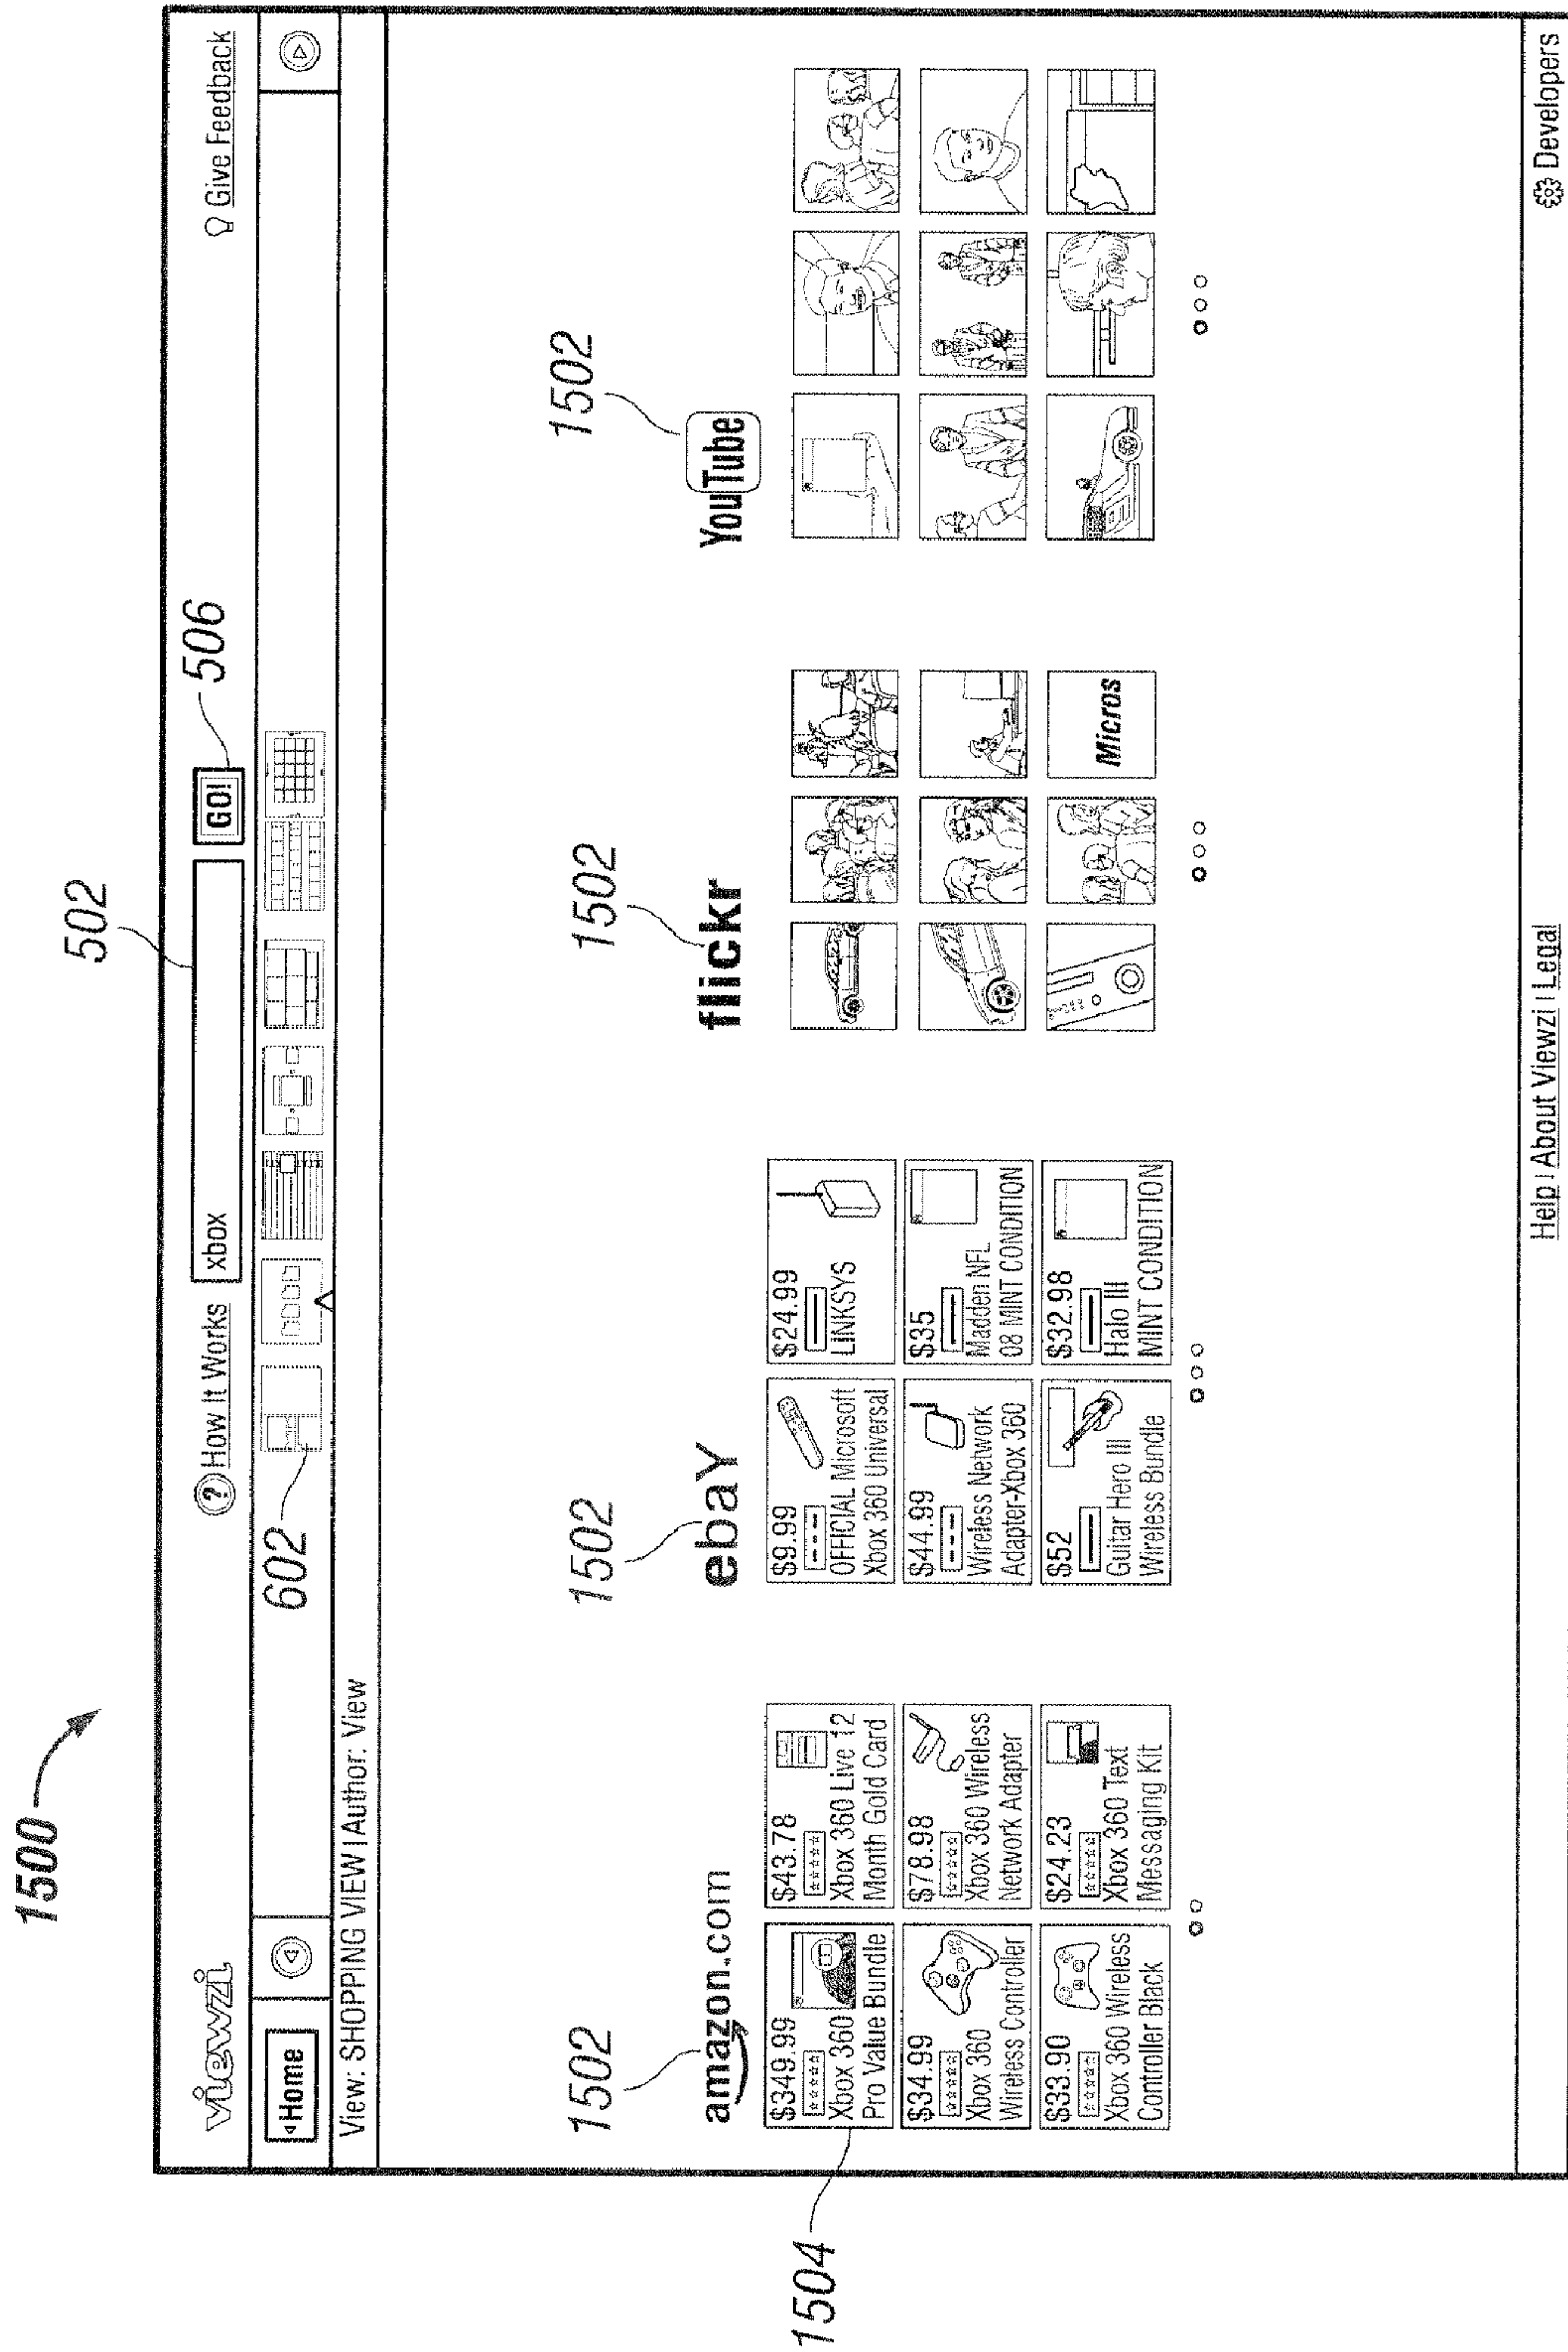 1500
502
viewzi
? How It Works
xbox
GO!
506
Give Feedback
Home
602
View: SHOPPING VIEW | Author: View
1502
amazon.com
$349.99
Xbox 360
Pro Value Bundle
$43.78
Xbox 360 Live 12
Month Gold Card
$34.99
Xbox 360
Wireless Controller
$78.98
Xbox 360 Wireless
Network Adapter
$33.90
Xbox 360 Wireless
Controller Black
$24.23
Xbox 360 Text
Messaging Kit
1504
1502
ebaY
$9.99
OFFICIAL Microsoft
Xbox 360 Universal
$24.99
LINKSYS
$44.99
Wireless Network
Adapter-Xbox 360
$35
Madden NFL
08 MINT CONDITION
$52
Guitar Hero III
Wireless Bundle
$32.98
Halo III
MINT CONDITION
1502
flickr
Micros
1502
YouTube
Help | About Viewzi | Legal
Developers